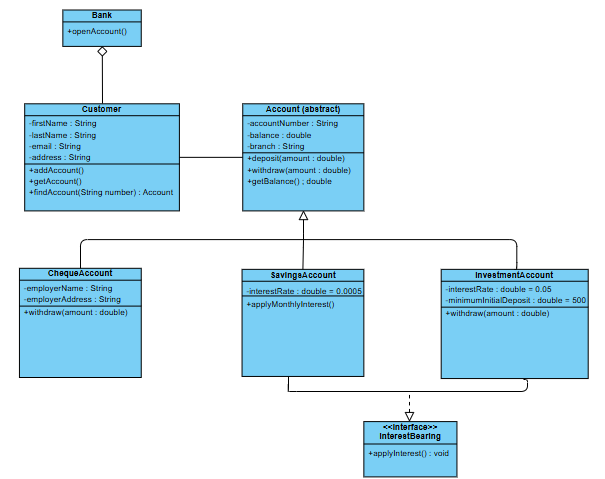 Bank
+openAccount()
Customer
-firstName : String
-lastName : String
-email : String
-address : String
+addAccount()
+getAccount()
+findAccount(String number) : Account
Account (abstract)
-accountNumber : String
-balance : double
-branch : String
+deposit(amount : double)
+withdraw(amount : double)
+getBalance() ; double
ChequeAccount
-employerName : String
-employerAddress : String
+withdraw(amount : double)
SavingsAccount
-interestRate : double = 0.0005
+applyMonthlyInterest()
InvestmentAccount
-interestRate : double = 0.05
-minimumInitialDeposit : double = 500
+withdraw(amount : double)
<<Interface>>
InterestBearing
+applyInterest() : void